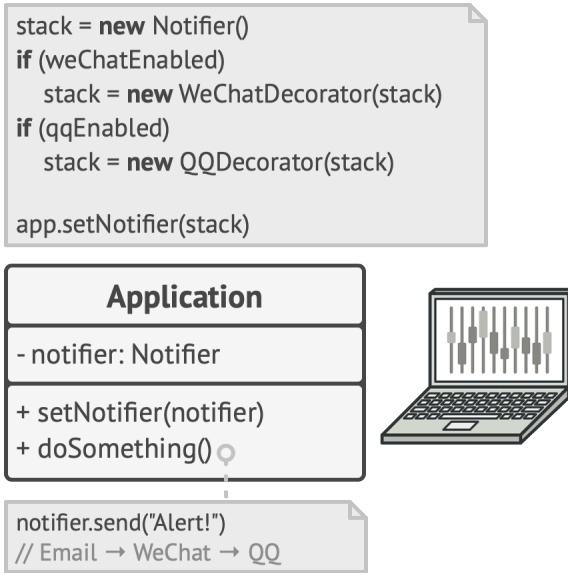 stack = new Notifier()
if (weChatEnabled)
stack = new WeChatDecorator(stack)
if (qqEnabled)
stack = new QQDecorator(stack)
app.setNotifier(stack)
Application
- notifier: Notifier
+ setNotifier(notifier)
+ doSomething()
notifier.send("Alert!")
// Email → WeChat → QQ